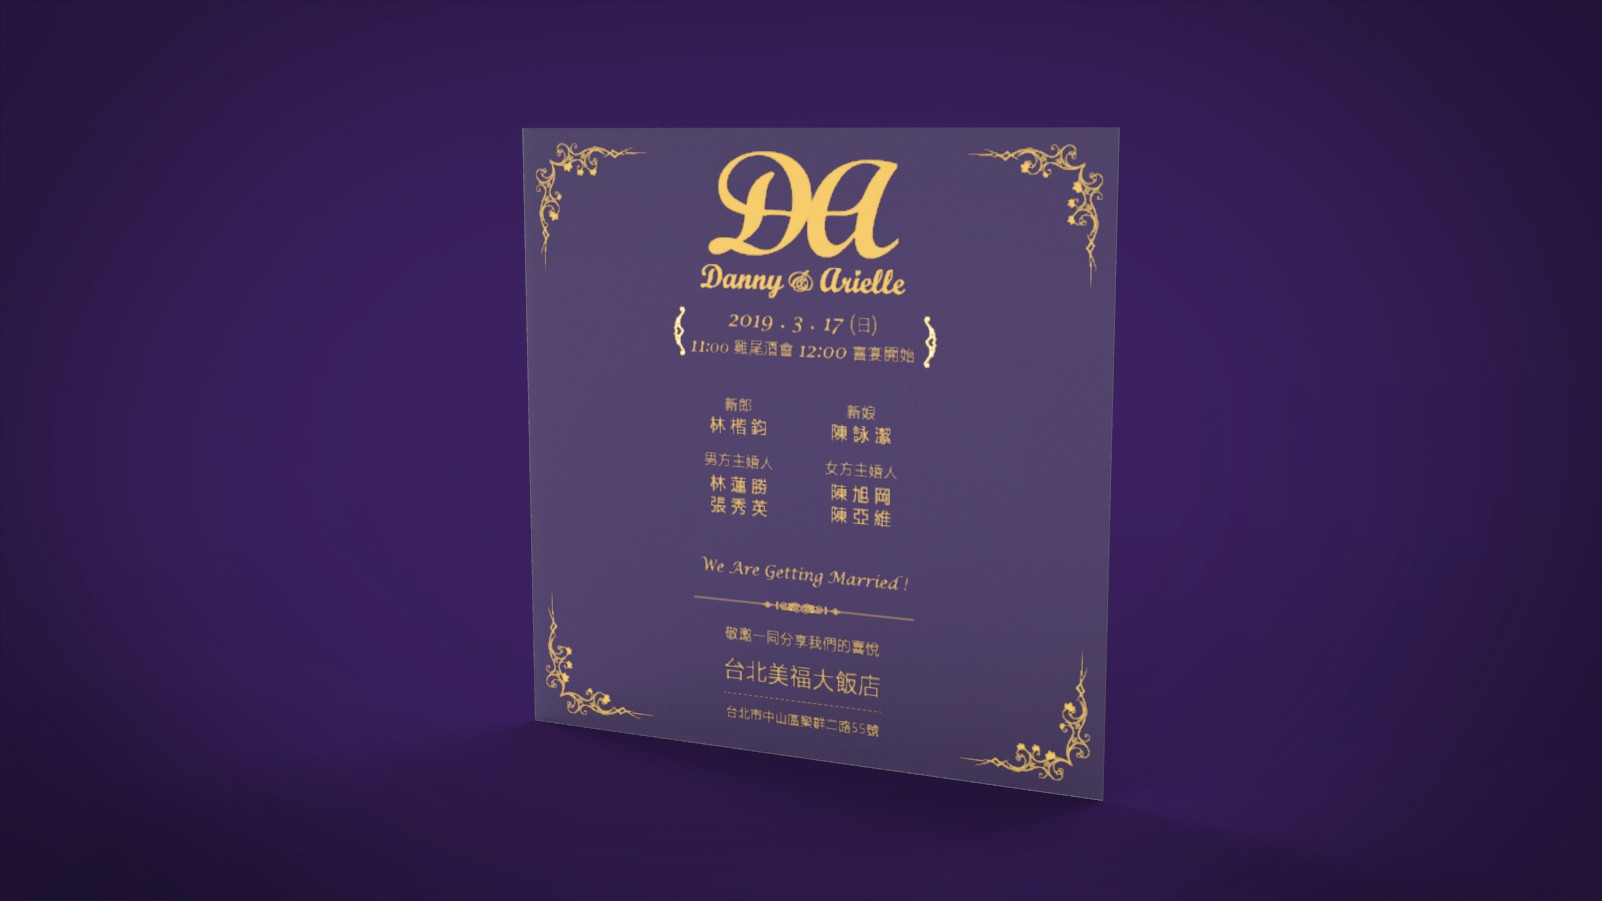 DA
Danny & Arielle
2019 . 3 . 17 (日)
11:00 雞尾酒會 12:00 喜宴開始
新郎
林楷鈞
新娘
陳詠潔
男方主婚人
林蓮勝
張秀英
女方主婚人
陳旭岡
陳亞維
We Are Getting Married !
敬邀一同分享我們的喜悅
台北美福大飯店
台北市中山區樂群二路55號